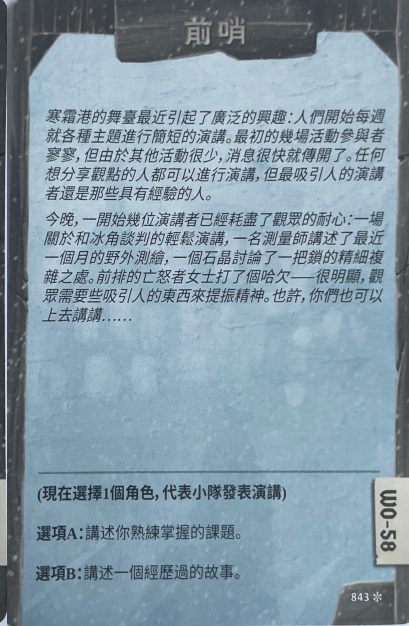 前哨
寒霜港的舞臺最近引起了廣泛的興趣：人們開始每週
就各種主題進行簡短的演講。最初的幾場活動參與者
寥寥，但由於其他活動很少，消息很快就傳開了。任何
想分享觀點的人都可以進行演講，但最吸引人的演講
者還是那些具有經驗的人。
今晚，一開始幾位演講者已經耗盡了觀眾的耐心：一場
關於和冰角談判的輕鬆演講，一名測量師講述了最近
一個月的野外測繪，一個石晶討論了一把鎖的精細複
雜之處。前排的亡怒者女士打了個哈欠——很明顯，觀
眾需要些吸引人的東西來提振精神。也許，你們也可以
上去講講……
(現在選擇1個角色，代表小隊發表演講)
選項A：講述你熟練掌握的課題。
選項B：講述一個經歷過的故事。
WO-58
843